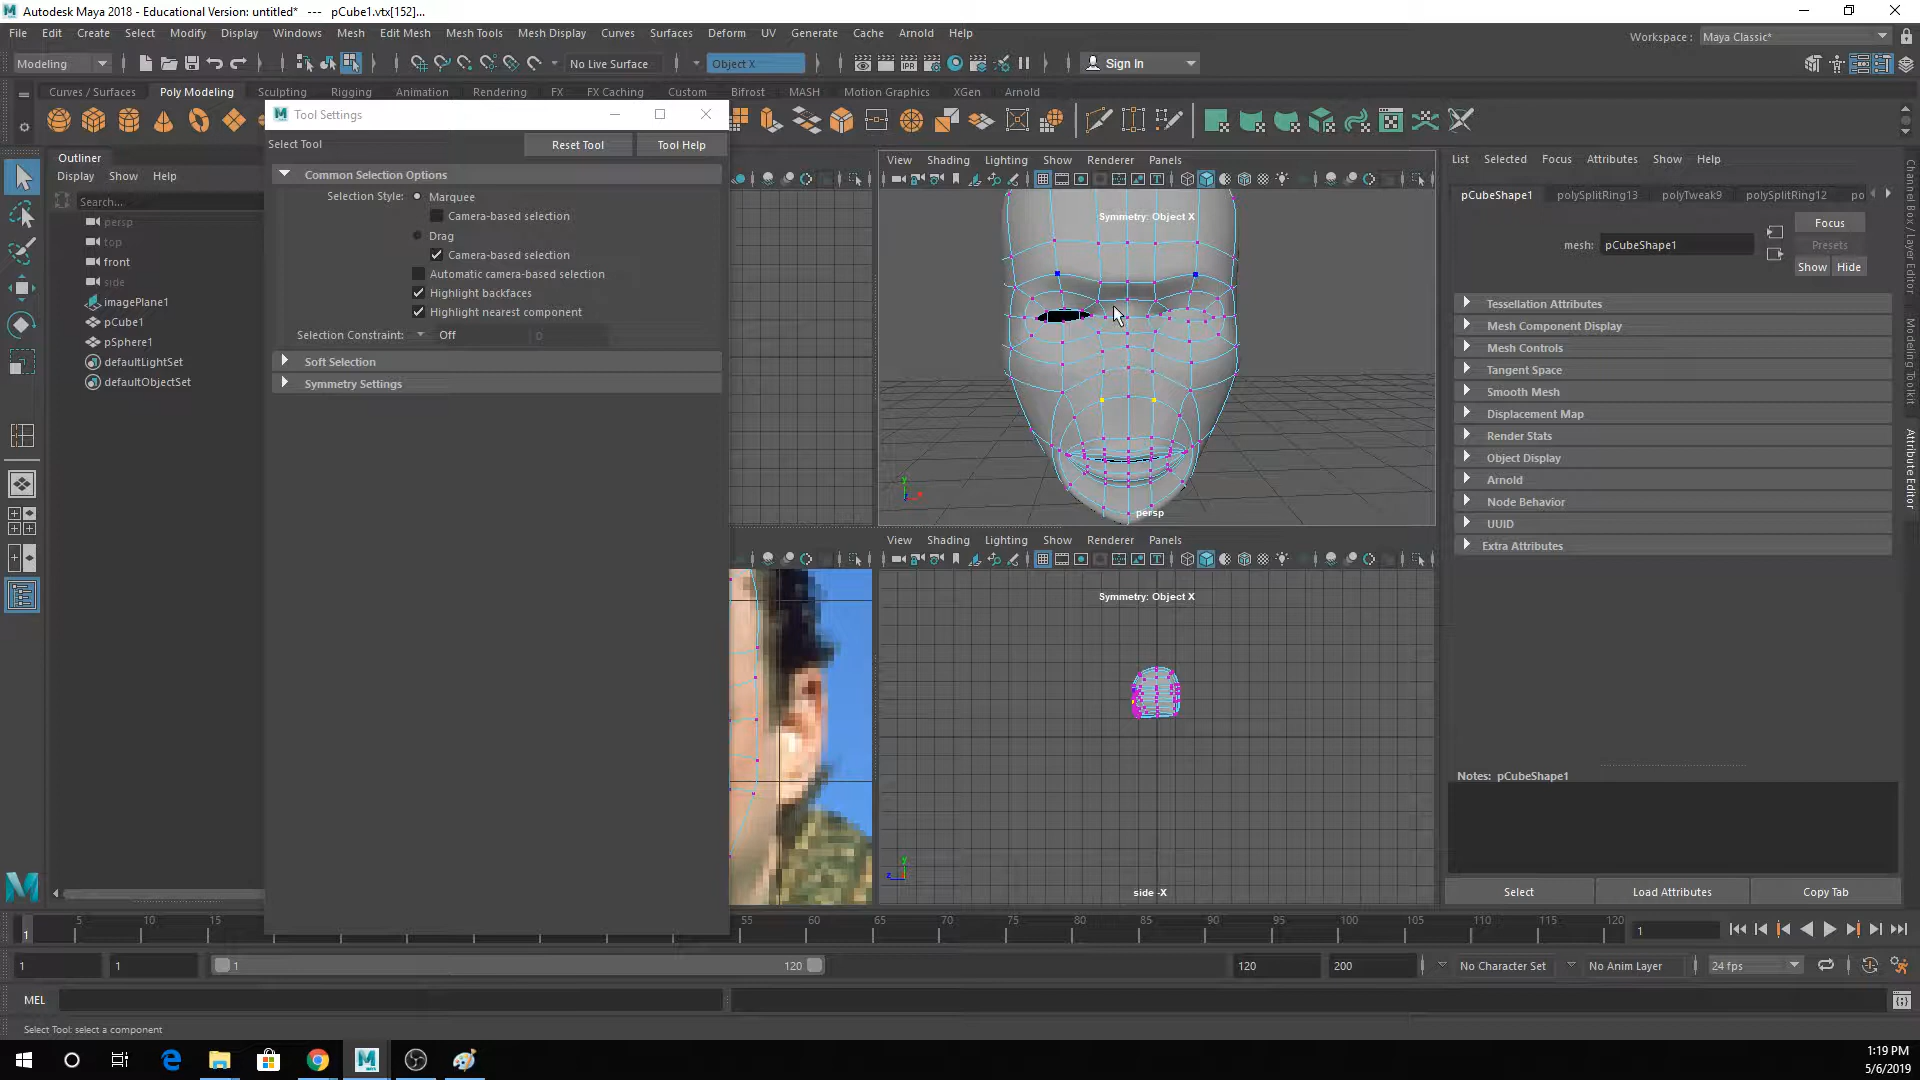 Autodesk Maya 2018 - Educational Version: untitled*   ---   pCube1.vtx[152]...
File Edit Create Select Modify Display Windows Mesh Edit Mesh Mesh Tools Mesh Display Curves Surfaces Deform UV Generate Cache Arnold Help
Workspace : Maya Classic*
Modeling No Live Surface Object X Sign In
Curves / Surfaces Poly Modeling Sculpting Rigging Animation Rendering FX FX Caching Custom Bifrost MASH Motion Graphics XGen Arnold
Tool Settings
Select Tool Reset Tool Tool Help
Common Selection Options
Selection Style: Marquee
Camera-based selection
Drag
Camera-based selection
Automatic camera-based selection
Highlight backfaces
Highlight nearest component
Selection Constraint: Off 0
Soft Selection
Symmetry Settings
Outliner
Display Show Help
Search...
persp
top
front
side
imagePlane1
pCube1
pSphere1
defaultLightSet
defaultObjectSet
View Shading Lighting Show Renderer Panels
Symmetry: Object X
persp
View Shading Lighting Show Renderer Panels
Symmetry: Object X
side -X
List Selected Focus Attributes Show Help
pCubeShape1 polySplitRing13 polyTweak9 polySplitRing12 po
Focus
mesh: pCubeShape1 Presets
Show Hide
Tessellation Attributes
Mesh Component Display
Mesh Controls
Tangent Space
Smooth Mesh
Displacement Map
Render Stats
Object Display
Arnold
Node Behavior
UUID
Extra Attributes
Notes: pCubeShape1
Select Load Attributes Copy Tab
Channel Box / Layer Editor
Modeling Toolkit
Attribute Editor
5 10 15 55 60 65 70 75 80 85 90 95 100 105 110 115 120
1 1
1 1 1 120 120 200 No Character Set No Anim Layer 24 fps
MEL
Select Tool: select a component
1:19 PM
5/6/2019